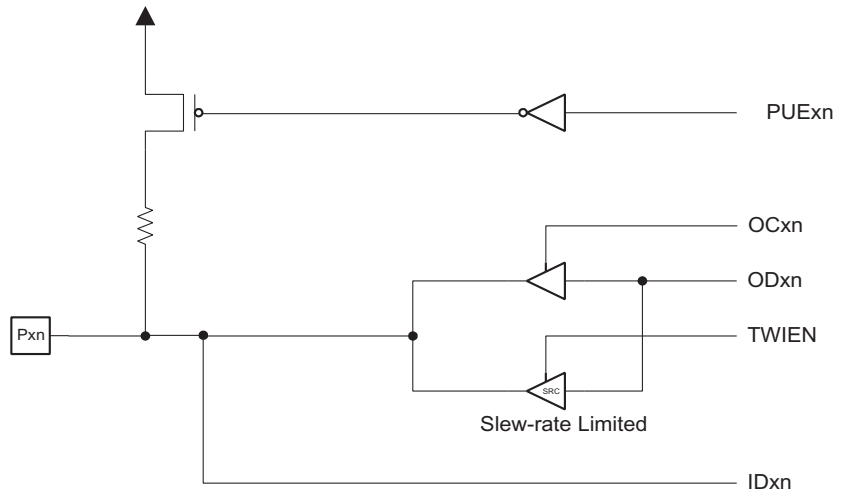 PUExn
OCxn
ODxn
Pxn
TWIEN
SRC
Slew-rate Limited
IDxn